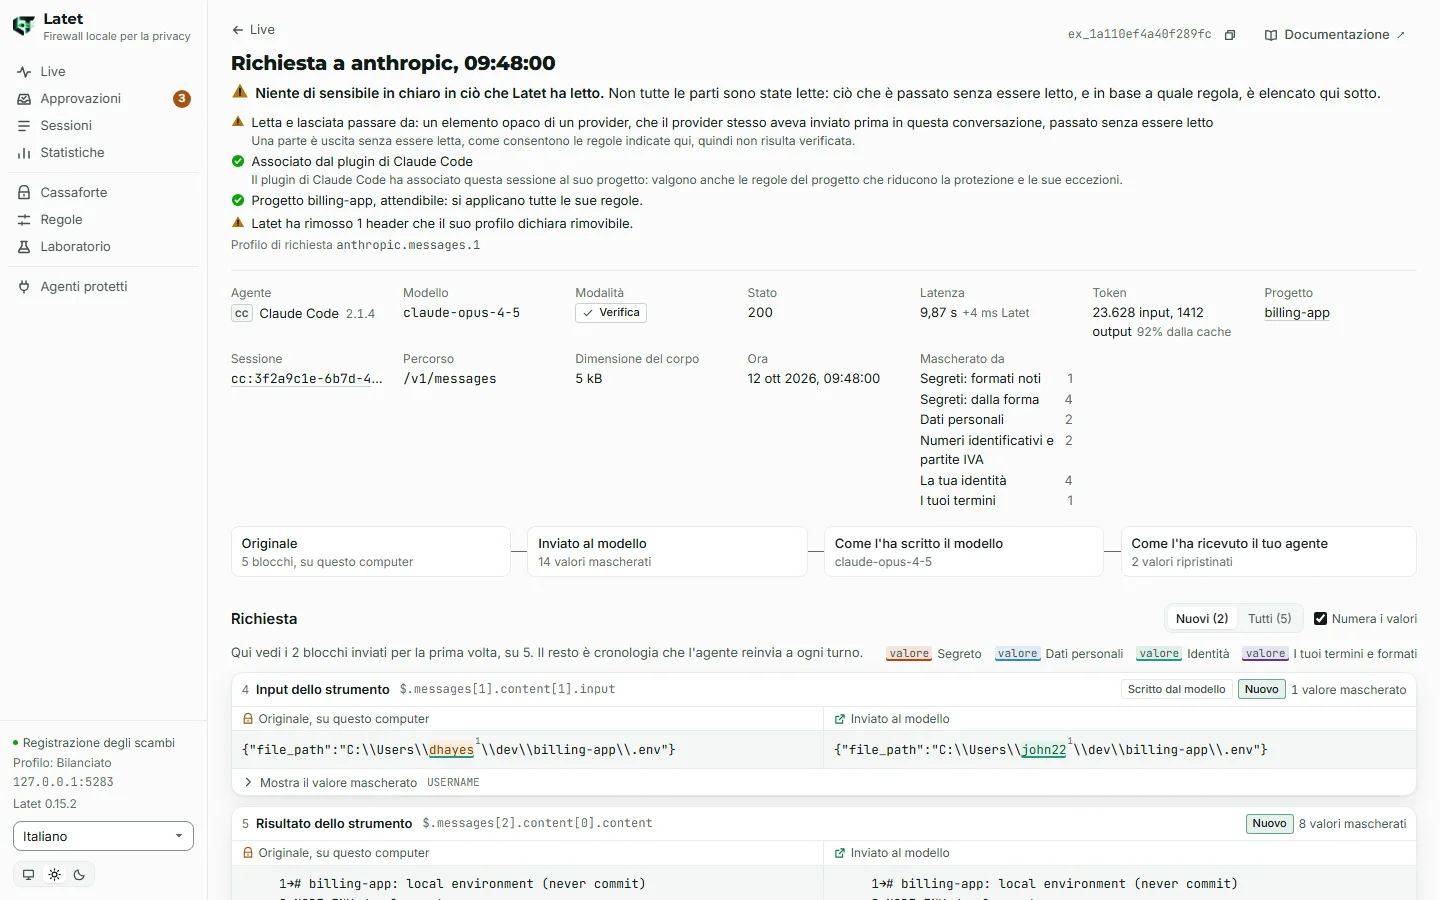 Latet
Firewall locale per la privacy
Live
Approvazioni 3
Sessioni
Statistiche
Cassaforte
Regole
Laboratorio
Agenti protetti
Registrazione degli scambi
Profilo: Bilanciato
127.0.0.1:5283
Latet 0.15.2
Italiano
← Live
ex_1a110ef4a40f289fc
Documentazione ↗
Richiesta a anthropic, 09:48:00
Niente di sensibile in chiaro in ciò che Latet ha letto. Non tutte le parti sono state lette: ciò che è passato senza essere letto, e in base a quale regola, è elencato qui sotto.
Letta e lasciata passare da: un elemento opaco di un provider, che il provider stesso aveva inviato prima in questa conversazione, passato senza essere letto
Una parte è uscita senza essere letta, come consentono le regole indicate qui, quindi non risulta verificata.
Associato dal plugin di Claude Code
Il plugin di Claude Code ha associato questa sessione al suo progetto: valgono anche le regole del progetto che riducono la protezione e le sue eccezioni.
Progetto billing-app, attendibile: si applicano tutte le sue regole.
Latet ha rimosso 1 header che il suo profilo dichiara rimovibile.
Profilo di richiesta anthropic.messages.1
Agente
CC Claude Code 2.1.4
Modello
claude-opus-4-5
Modalità
Verifica
Stato
200
Latenza
9,87 s +4 ms Latet
Token
23.628 input, 1412
output 92% dalla cache
Progetto
billing-app
Sessione
cc:3f2a9c1e-6b7d-4...
Percorso
/v1/messages
Dimensione del corpo
5 kB
Ora
12 ott 2026, 09:48:00
Mascherato da
Segreti: formati noti 1
Segreti: dalla forma 4
Dati personali 2
Numeri identificativi e 2
partite IVA
La tua identità 4
I tuoi termini 1
Originale
5 blocchi, su questo computer
Inviato al modello
14 valori mascherati
Come l'ha scritto il modello
claude-opus-4-5
Come l'ha ricevuto il tuo agente
2 valori ripristinati
Richiesta
Nuovi (2) Tutti (5) Numera i valori
Qui vedi i 2 blocchi inviati per la prima volta, su 5. Il resto è cronologia che l'agente reinvia a ogni turno.
valore Segreto valore Dati personali valore Identità valore I tuoi termini e formati
4 Input dello strumento $.messages[1].content[1].input
Scritto dal modello Nuovo 1 valore mascherato
Originale, su questo computer
Inviato al modello
{"file_path":"C:\\Users\\dhayes1\\dev\\billing-app\\.env"}
{"file_path":"C:\\Users\\john221\\dev\\billing-app\\.env"}
Mostra il valore mascherato USERNAME
5 Risultato dello strumento $.messages[2].content[0].content
Nuovo 8 valori mascherati
Originale, su questo computer
Inviato al modello
1→# billing-app: local environment (never commit)
1→# billing-app: local environment (never commit)